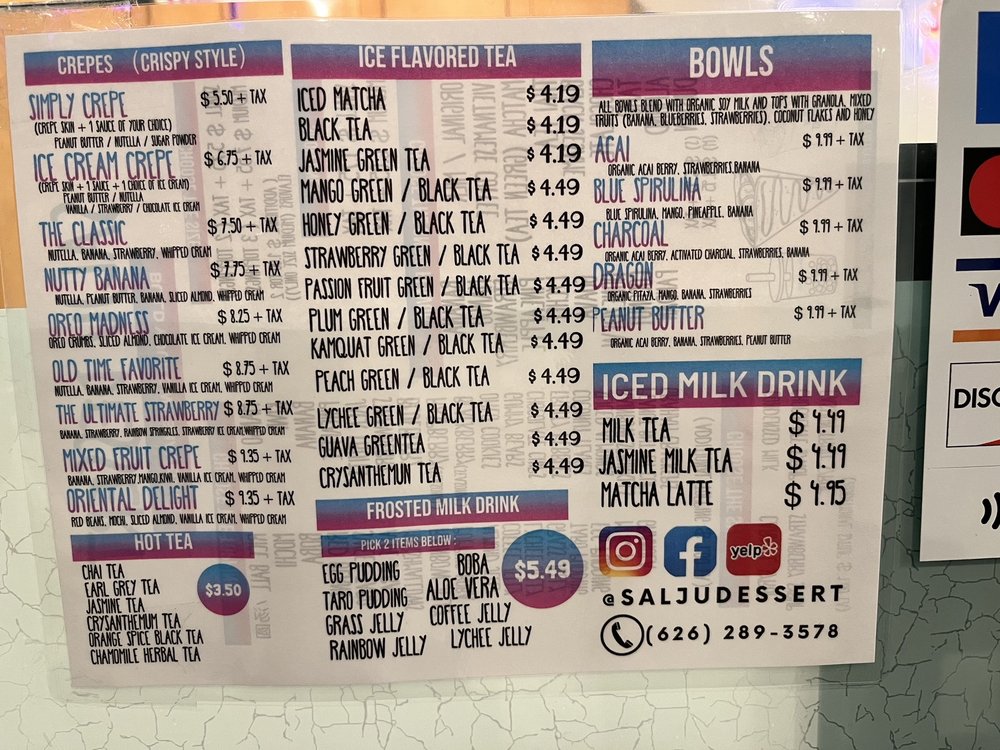 CREPES (CRISPY STYLE)
SIMPLY CREPE $5.50 + TAX
(CREPE SKIN + 1 SAUCE OF YOUR CHOICE)
PEANUT BUTTER / NUTELLA / SUGAR POWDER
ICE CREAM CREPE $6.75 + TAX
(CREPE SKIN + 1 SAUCE + 1 CHOICE OF ICE CREAM)
PEANUT BUTTER / NUTELLA
VANILLA / STRAWBERRY / CHOCOLATE ICE CREAM
THE CLASSIC $7.50 + TAX
NUTELLA, BANANA, STRAWBERRY, WHIPPED CREAM
NUTTY BANANA $7.75 + TAX
NUTELLA, PEANUT BUTTER, BANANA, SLICED ALMOND, WHIPPED CREAM
OREO MADNESS $8.25 + TAX
OREO CRUMBS, SLICED ALMOND, CHOCOLATE ICE CREAM, WHIPPED CREAM
OLD TIME FAVORITE $8.75 + TAX
NUTELLA, BANANA, STRAWBERRY, VANILLA ICE CREAM, WHIPPED CREAM
THE ULTIMATE STRAWBERRY $8.75 + TAX
BANANA, STRAWBERRY, RAINBOW SPRINGKLES, STRAWBERRY ICE CREAM, WHIPPED CREAM
MIXED FRUIT CREPE $9.35 + TAX
BANANA, STRAWBERRY, MANGO, KIWI, VANILLA ICE CREAM, WHIPPED CREAM
ORIENTAL DELIGHT $9.35 + TAX
RED BEANS, MOCHI, SLICED ALMOND, VANILLA ICE CREAM, WHIPPED CREAM
HOT TEA
CHAI TEA
EARL GREY TEA
JASMINE TEA
CRYSANTHEMUM TEA
ORANGE SPICE BLACK TEA
CHAMOMILE HERBAL TEA
$3.50
ICE FLAVORED TEA
ICED MATCHA $4.19
BLACK TEA $4.19
JASMINE GREEN TEA $4.19
MANGO GREEN / BLACK TEA $4.49
HONEY GREEN / BLACK TEA $4.49
STRAWBERRY GREEN / BLACK TEA $4.49
PASSION FRUIT GREEN / BLACK TEA $4.49
PLUM GREEN / BLACK TEA $4.49
KAMQUAT GREEN / BLACK TEA $4.49
PEACH GREEN / BLACK TEA $4.49
LYCHEE GREEN / BLACK TEA $4.49
GUAVA GREENTEA $4.49
CRYSANTHEMUN TEA $4.49
FROSTED MILK DRINK
PICK 2 ITEMS BELOW :
EGG PUDDING BOBA
TARO PUDDING ALOE VERA
GRASS JELLY COFFEE JELLY
RAINBOW JELLY LYCHEE JELLY
$5.49
BOWLS
ALL BOWLS BLEND WITH ORGANIC SOY MILK AND TOPS WITH GRANOLA, MIXED
FRUITS (BANANA, BLUEBERRIES, STRAWBERRIES), COCONUT FLAKES AND HONEY
ACAI $9.99 + TAX
ORGANIC ACAI BERRY, STRAWBERRIES,BANANA
BLUE SPIRULINA $9.99 + TAX
BLUE SPIRULINA, MANGO, PINEAPPLE, BANANA
CHARCOAL $9.99 + TAX
ORGANIC ACAI BERRY, ACTIVATED CHARCOAL, STRAWBERRIES, BANANA
DRAGON $9.99 + TAX
ORGANIC PITAZA, MANGO, BANANA, STRAWBERRIES
PEANUT BUTTER $9.99 + TAX
ORGANIC ACAI BERRY, BANANA, STRAWBERRIES, PEANUT BUTTER
ICED MILK DRINK
MILK TEA $4.49
JASMINE MILK TEA $4.49
MATCHA LATTE $4.95
yelp
@SALJUDESSERT
(626) 289-3578